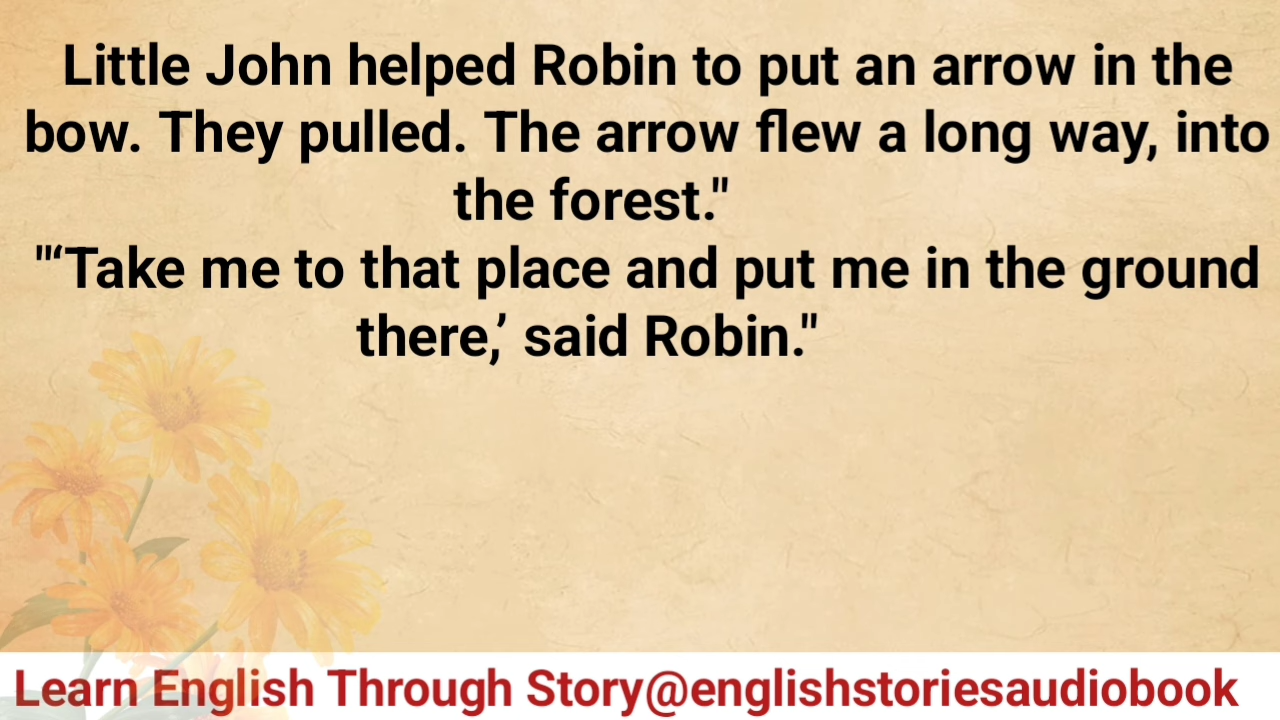 Little John helped Robin to put an arrow in the
bow. They pulled. The arrow flew a long way, into
the forest."
"‘Take me to that place and put me in the ground
there,’ said Robin."
Learn English Through Story@englishstoriesaudiobook